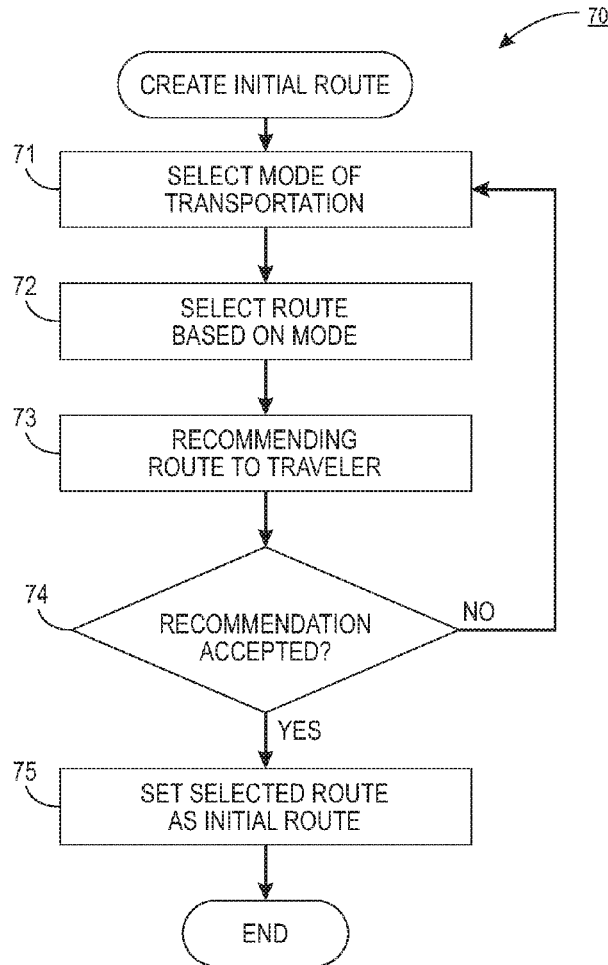 70
CREATE INITIAL ROUTE
71
SELECT MODE OF
TRANSPORTATION
72
SELECT ROUTE
BASED ON MODE
73
RECOMMENDING
ROUTE TO TRAVELER
74
RECOMMENDATION
ACCEPTED?
NO
YES
75
SET SELECTED ROUTE
AS INITIAL ROUTE
END